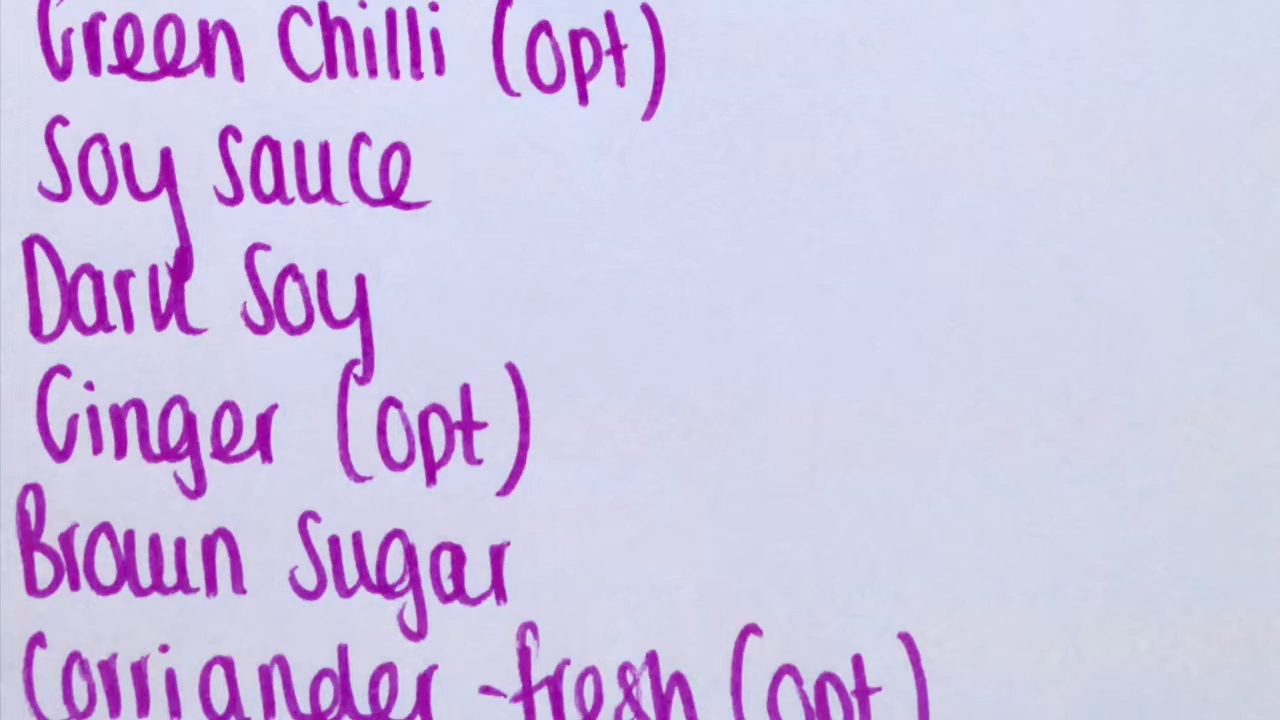 Green Chilli (opt)
Soy sauce
Dark Soy
Ginger (opt)
Brown Sugar
Corriander - fresh (opt)